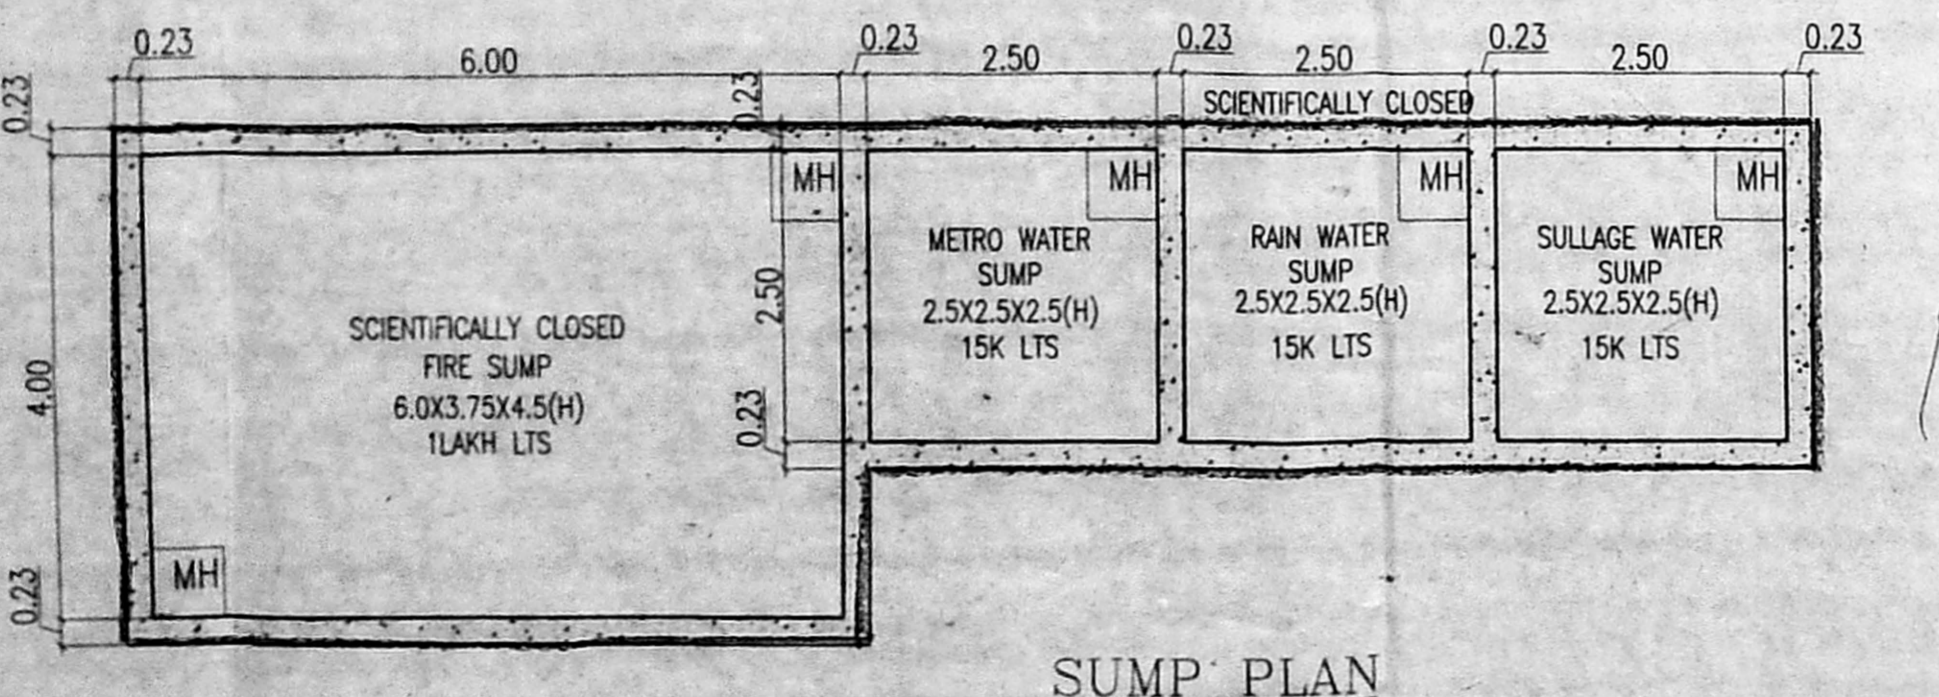 0.23
6.00
0.23
2.50
0.23
2.50
0.23
2.50
0.23
0.23
0.23
SCIENTIFICALLY CLOSED
MH
MH
MH
MH
METRO WATER
SUMP
2.5X2.5X2.5(H)
15K LTS
RAIN WATER
SUMP
2.5X2.5X2.5(H)
15K LTS
SULLAGE WATER
SUMP
2.5X2.5X2.5(H)
15K LTS
2.50
SCIENTIFICALLY CLOSED
FIRE SUMP
6.0X3.75X4.5(H)
1LAKH LTS
4.00
0.23
MH
0.23
SUMP PLAN